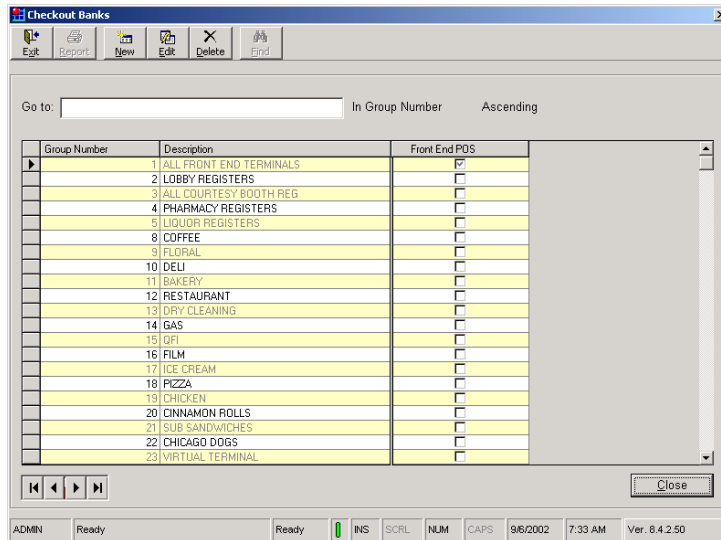 Checkout Banks
Exit Report New Edit Delete Find
Go to: In Group Number Ascending
Group Number Description Front End POS
1 ALL FRONT END TERMINALS
2 LOBBY REGISTERS
3 ALL COURTESY BOOTH REG
4 PHARMACY REGISTERS
5 LIQUOR REGISTERS
8 COFFEE
9 FLORAL
10 DELI
11 BAKERY
12 RESTAURANT
13 DRY CLEANING
14 GAS
15 QFI
16 FILM
17 ICE CREAM
18 PIZZA
19 CHICKEN
20 CINNAMON ROLLS
21 SUB SANDWICHES
22 CHICAGO DOGS
23 VIRTUAL TERMINAL
Close
ADMIN Ready Ready INS SCRL NUM CAPS 9/6/2002 7:33 AM Ver. 8.4.2.50